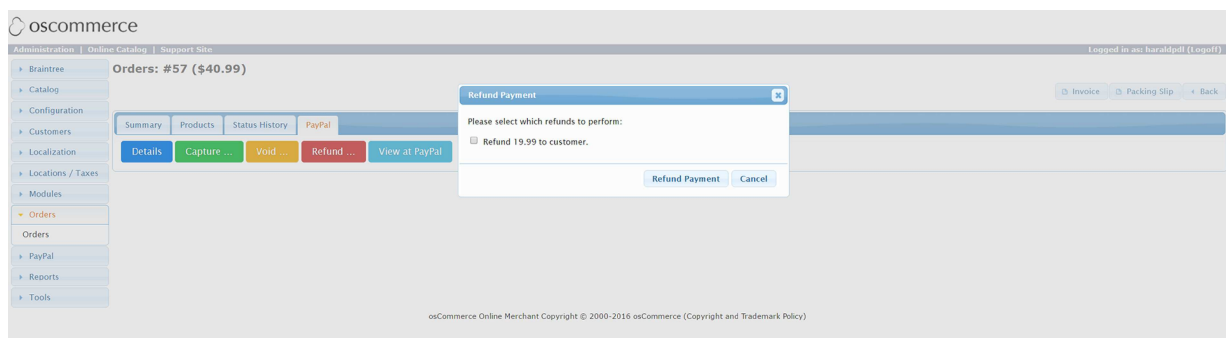 oscommerce
Administration | Online Catalog | Support Site
Logged in as: haraldpdl (Logoff)
Braintree
Catalog
Configuration
Customers
Localization
Locations / Taxes
Modules
Orders
Orders
PayPal
Reports
Tools
Orders: #57 ($40.99)
Invoice Packing Slip Back
Summary Products Status History PayPal
Details Capture ... Void ... Refund ... View at PayPal
Refund Payment
Please select which refunds to perform:
Refund 19.99 to customer.
Refund Payment Cancel
osCommerce Online Merchant Copyright © 2000-2016 osCommerce (Copyright and Trademark Policy)